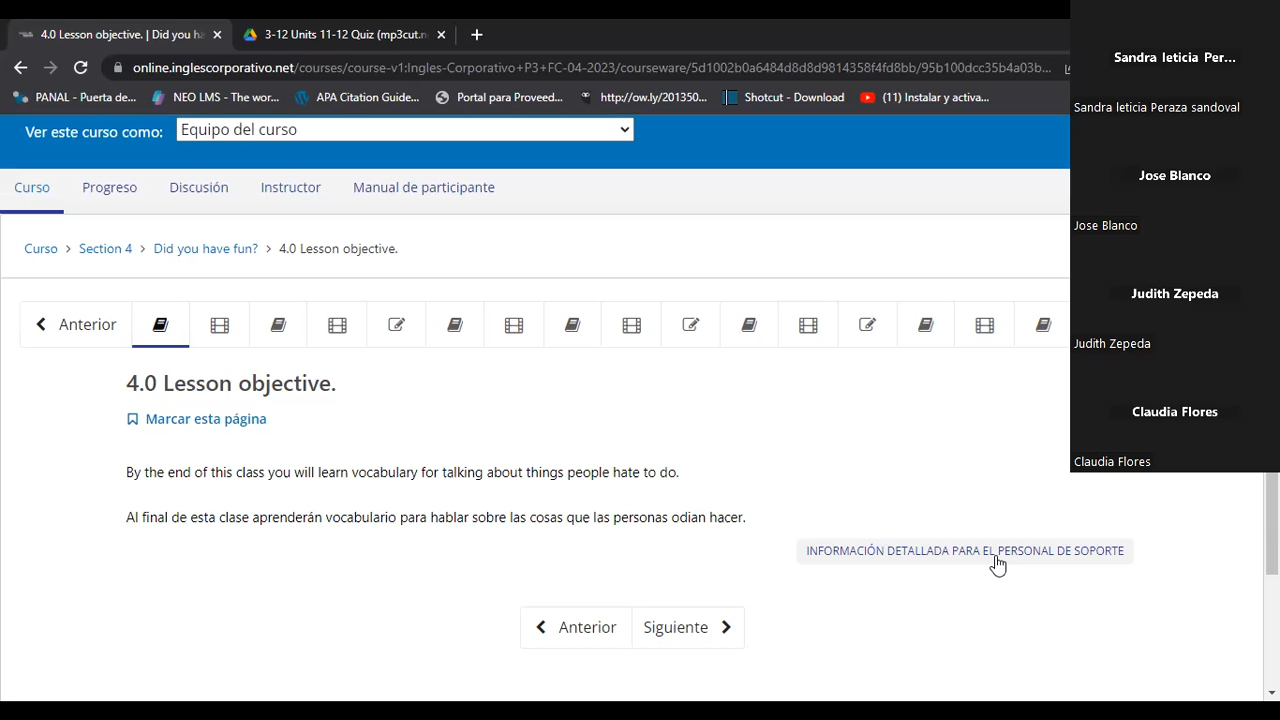 4.0 Lesson objective. | Did you ha
3-12 Units 11-12 Quiz (mp3cut.n
online.inglescorporativo.net/courses/course-v1:Ingles-Corporativo+P3+FC-04-2023/courseware/5d1002b0a6484d8d8d9814358f4fd8bb/95b100dcc35b4a03b...
PANAL - Puerta de...
NEO LMS - The wor...
APA Citation Guide...
Portal para Proveed...
http://ow.ly/201350...
Shotcut - Download
(11) Instalar y activa...
Ver este curso como:
Equipo del curso
Curso
Progreso
Discusión
Instructor
Manual de participante
Curso > Section 4 > Did you have fun? > 4.0 Lesson objective.
Anterior
4.0 Lesson objective.
Marcar esta página
By the end of this class you will learn vocabulary for talking about things people hate to do.
Al final de esta clase aprenderán vocabulario para hablar sobre las cosas que las personas odian hacer.
INFORMACIÓN DETALLADA PARA EL PERSONAL DE SOPORTE
Anterior
Siguiente
Sandra leticia Per...
Sandra leticia Peraza sandoval
Jose Blanco
Jose Blanco
Judith Zepeda
Judith Zepeda
Claudia Flores
Claudia Flores